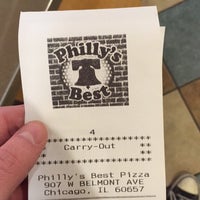 Philly's
Best
4
Carry-Out
Philly's Best Pizza
907 W BELMONT AVE
Chicago, IL 60657